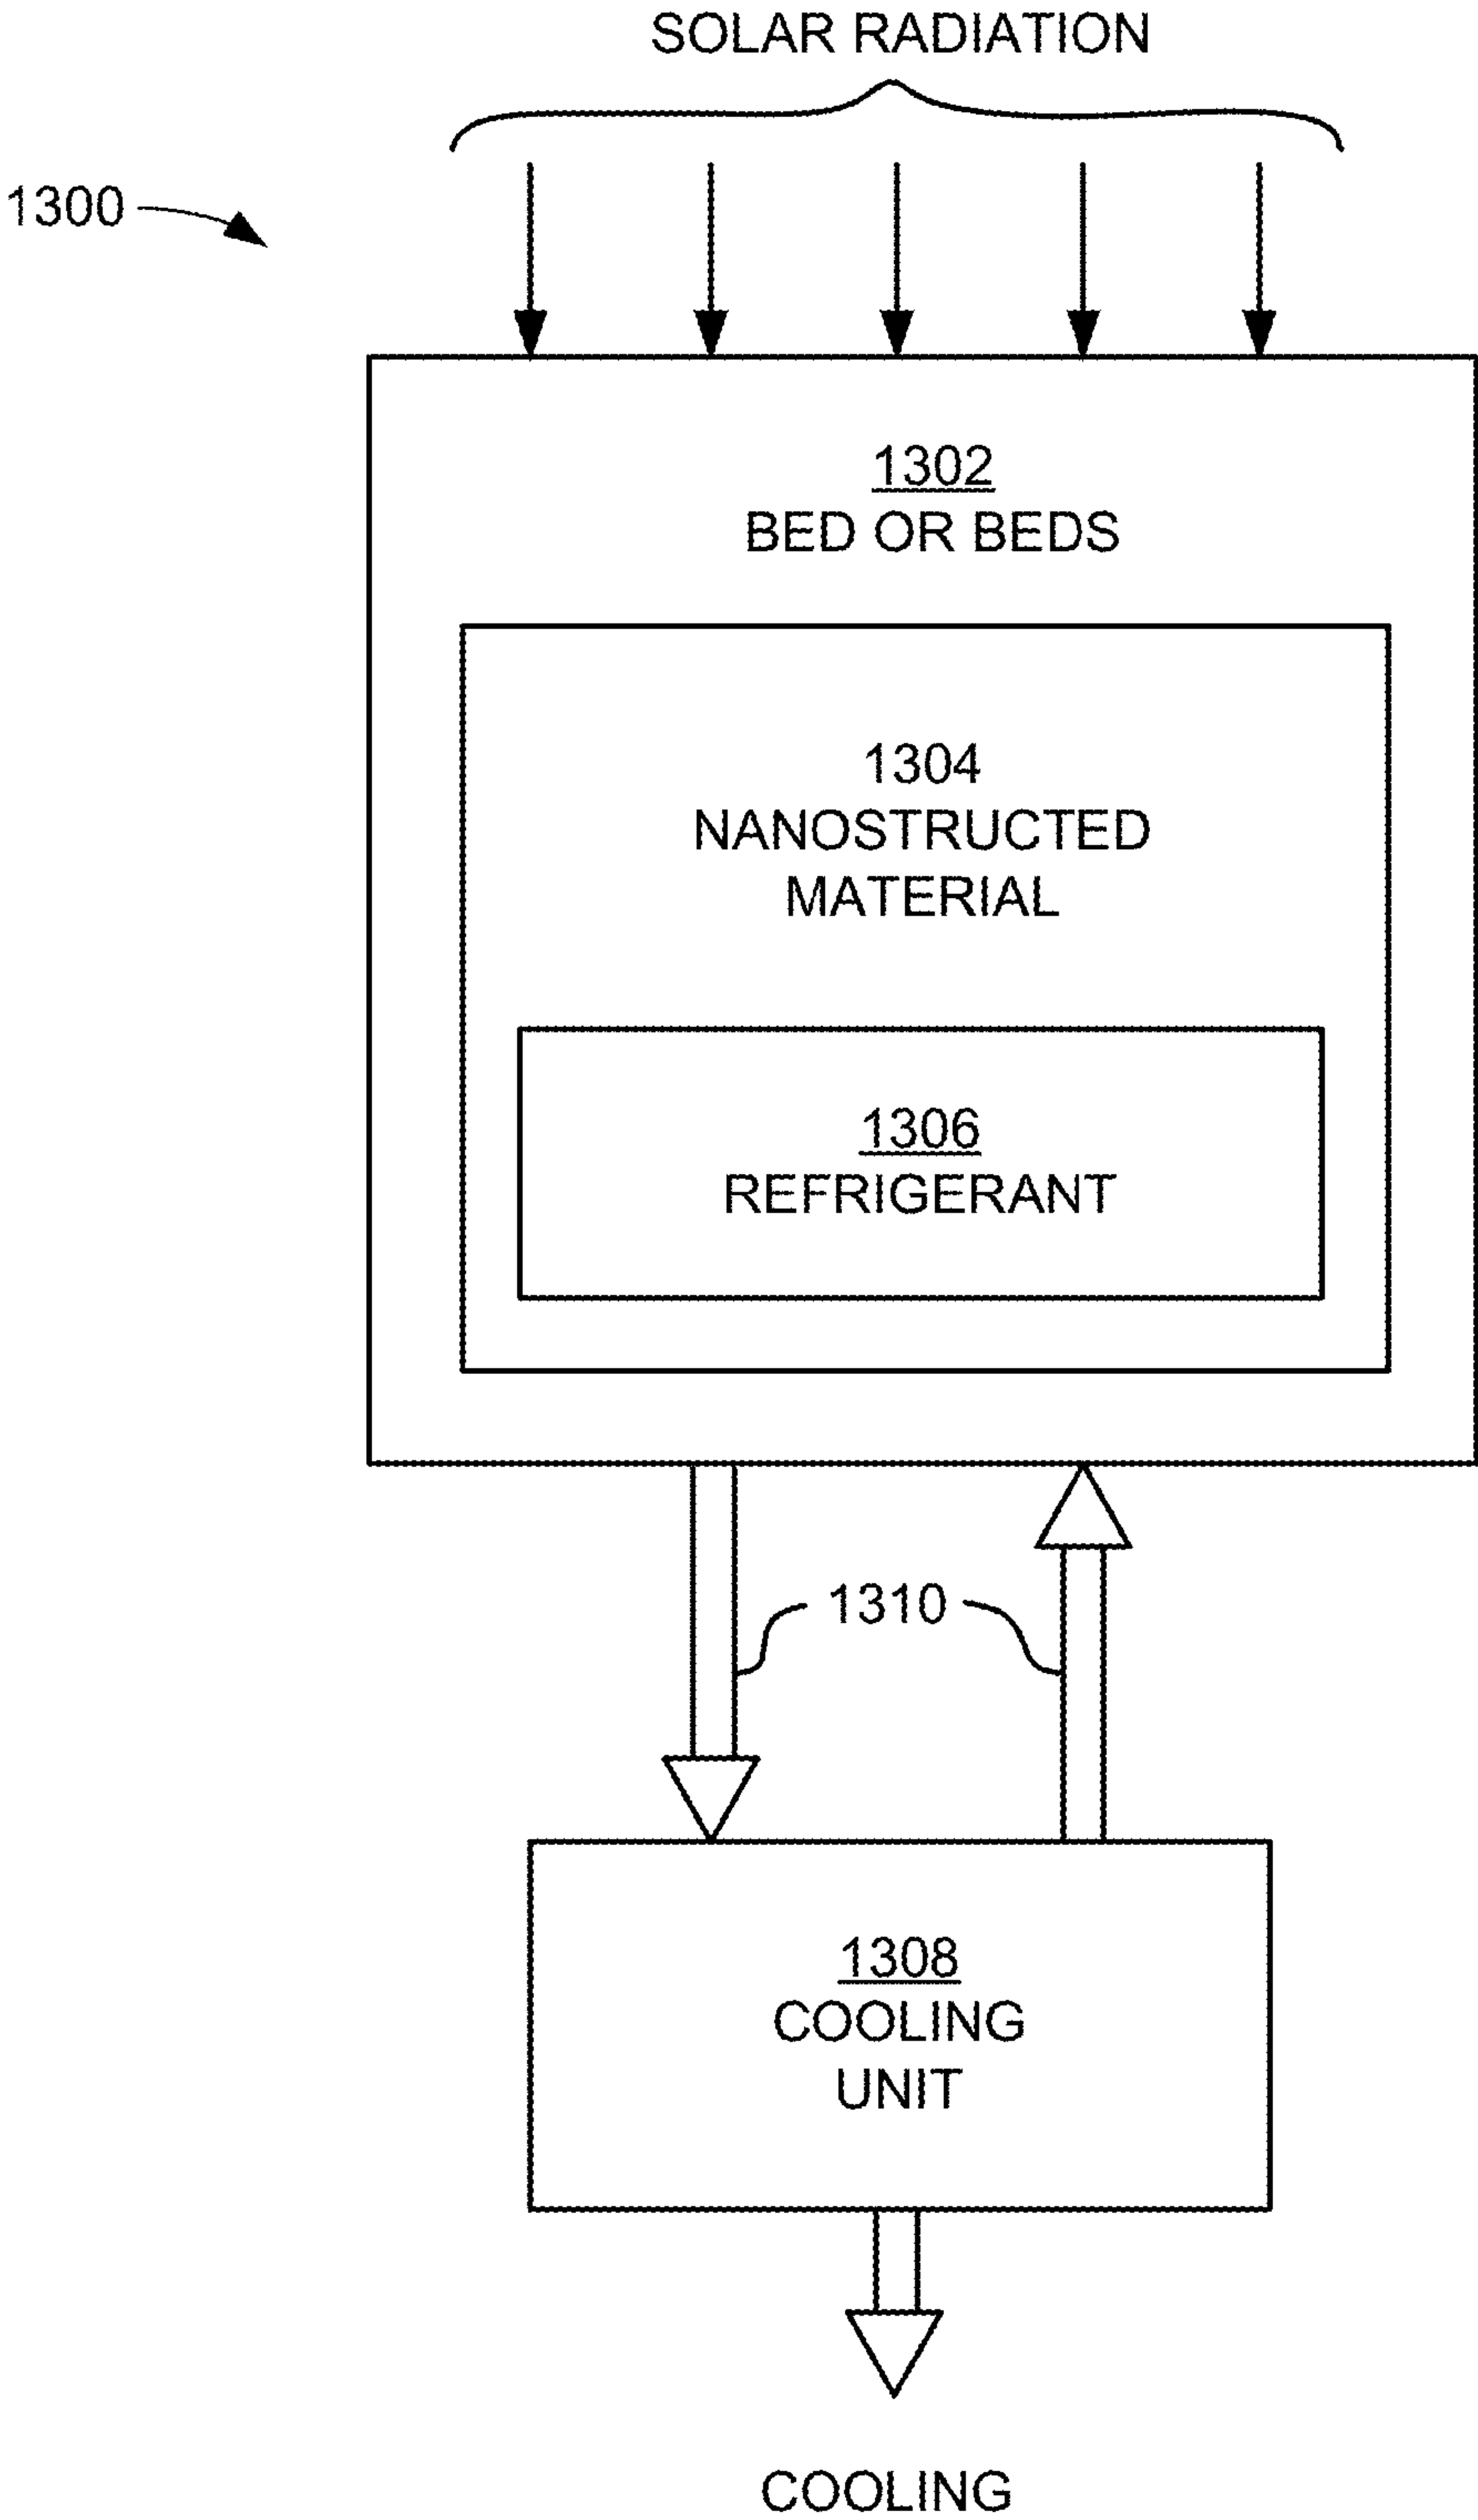 SOLAR RADIATION
1300
1302
BED OR BEDS
1304
NANOSTRUCTED
MATERIAL
1306
REFRIGERANT
1310
1308
COOLING
UNIT
COOLING